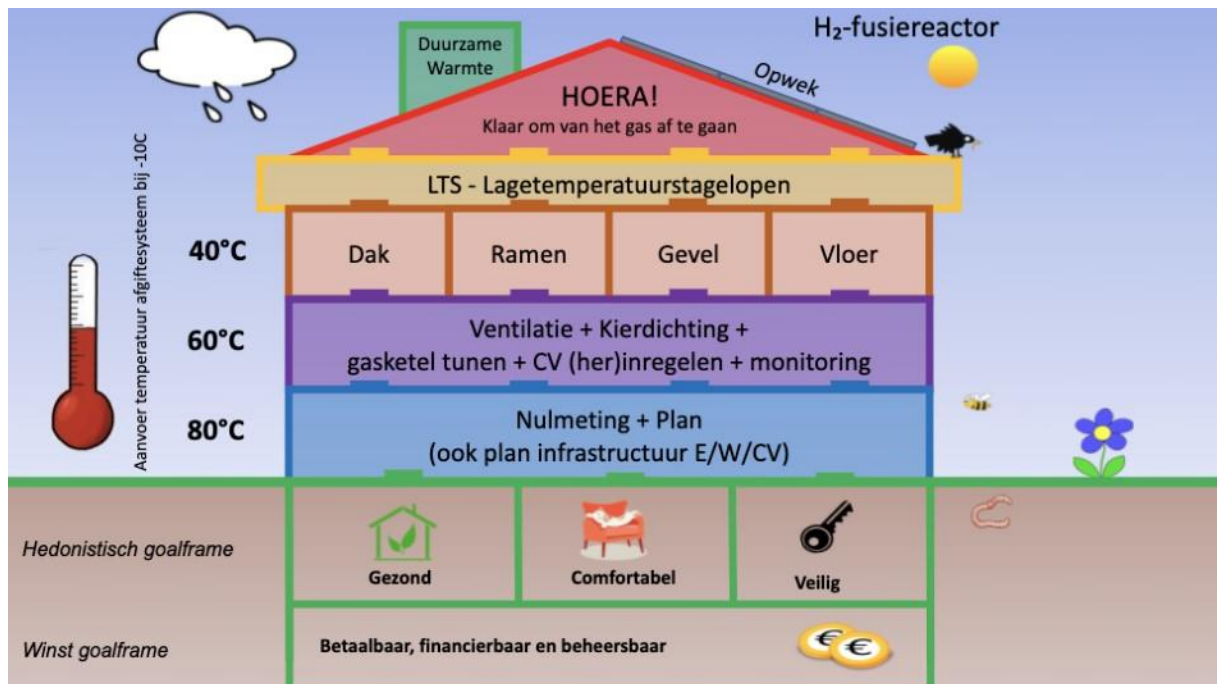 H₂-fusiereactor
Duurzame
Warmte
Opwek
HOERA!
Klaar om van het gas af te gaan
LTS - Lagetemperatuurstagelopen
Aanvoer temperatuur afgiftesysteem bij -10C
40°C
Dak
Ramen
Gevel
Vloer
60°C
Ventilatie + Kierdichting +
gasketel tunen + CV (her)inregelen + monitoring
80°C
Nulmeting + Plan
(ook plan infrastructuur E/W/CV)
Hedonistisch goalframe
Gezond
Comfortabel
Veilig
Winst goalframe
Betaalbaar, financierbaar en beheersbaar
€
€